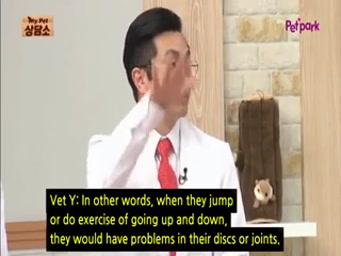 My Pet
상담소
Petpark
Vet Y: In other words, when they jump
or do exercise of going up and down,
they would have problems in their discs or joints.